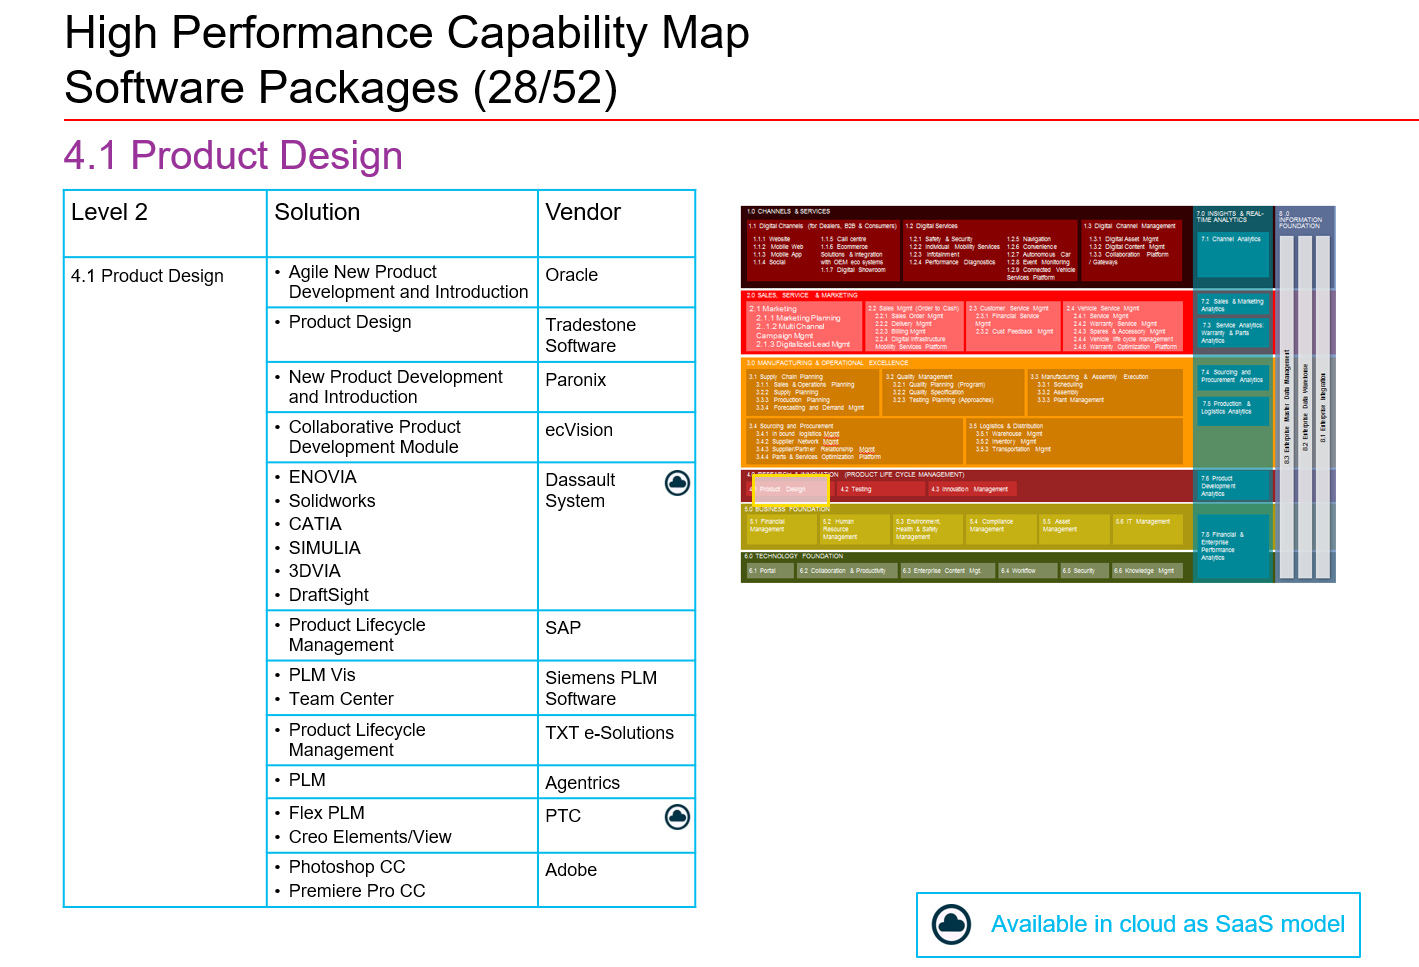 High Performance Capability Map
Software Packages (28/52)
4.1 Product Design
Level 2
Solution
Vendor
4.1 Product Design
• Agile New Product
Development and Introduction
Oracle
• Product Design
Tradestone
Software
• New Product Development
and Introduction
Paronix
• Collaborative Product
Development Module
ecVision
• ENOVIA
• Solidworks
• CATIA
• SIMULIA
• 3DVIA
• DraftSight
Dassault
System
• Product Lifecycle
Management
SAP
• PLM Vis
• Team Center
Siemens PLM
Software
• Product Lifecycle
Management
TXT e-Solutions
• PLM
Agentrics
• Flex PLM
• Creo Elements/View
PTC
• Photoshop CC
• Premiere Pro CC
Adobe
1.0 CHANNELS & SERVICES
1.1 Digital Channels (for Dealers, B2B & Consumers)
1.1.1 Website
1.1.2 Mobile Web
1.1.3 Mobile App
1.1.4 Social
1.1.5 Call centre
1.1.6 Ecommerce
Solutions & Integration
with OEM eco systems
1.1.7 Digital Showroom
1.2 Digital Services
1.2.1 Safety & Security
1.2.2 Individual Mobility Services
1.2.3 Infotainment
1.2.4 Performance Diagnostics
1.2.5 Navigation
1.2.6 Convenience
1.2.7 Autonomous Car
1.2.8 Event Monitoring
1.2.9 Connected Vehicle
Services Platform
1.3 Digital Channel Management
1.3.1 Digital Asset Mgmt
1.3.2 Digital Content Mgmt
1.3.3 Collaboration Platform
/ Gateways
2.0 SALES, SERVICE & MARKETING
2.1 Marketing
2.1.1 Marketing Planning
2..1.2 Multi Channel
Campaign Mgmt
2.1.3 Digitalized Lead Mgmt
2.2 Sales Mgmt (Order to Cash)
2.2.1 Sales Order Mgmt
2.2.2 Delivery Mgmt
2.2.3 Billing Mgmt
2.2.4 Digital Infrastructure
Mobility Services Platform
2.3 Customer Service Mgmt
2.3.1 Financial Service
Mgmt
2.3.2 Cust Feedback Mgmt
2.4 Vehicle Service Mgmt
2.4.1 Service Mgmt
2.4.2 Warranty Service Mgmt
2.4.3 Spares & Accessory Mgmt
2.4.4 Vehicle life cycle management
2.4.5 Warranty Optimization Platform
3.0 MANUFACTURING & OPERATIONAL EXCELLENCE
3.1 Supply Chain Planning
3.1.1. Sales & Operations Planning
3.2.2 Supply Planning
3.3.3 Production Planning
3.3.4 Forecasting and Demand Mgmt
3.2 Quality Management
3.2.1 Quality Planning (Program)
3.2.2 Quality Specification
3.2.3 Testing Planning (Approaches)
3.3 Manufacturing & Assembly Execution
3.3.1 Scheduling
3.3.2 Assembly
3.3.3 Plant Management
3.4 Sourcing and Procurement
3.4.1 In bound logistics Mgmt
3.4.2 Supplier Network Mgmt
3.4.3 Supplier/Partner Relationship Mgmt
3.4.4 Parts & Services Optimization Platform
3.5 Logistics & Distribution
3.5.1 Warehouse Mgmt
3.5.2 Inventory Mgmt
3.5.3 Transportation Mgmt
4.0 RESEARCH & INNOVATION (PRODUCT LIFE CYCLE MANAGEMENT)
4.1 Product Design
4.2 Testing
4.3 Innovation Management
5.0 BUSINESS FOUNDATION
5.1 Financial
Management
5.2 Human
Resource
Management
5.3 Environment,
Health & Safety
Management
5.4 Compliance
Management
5.5 Asset
Management
5.6 IT Management
6.0 TECHNOLOGY FOUNDATION
6.1 Portal
6.2 Collaboration & Productivity
6.3 Enterprise Content Mgt.
6.4 Workflow
6.5 Security
6.6 Knowledge Mgmt
7.0 INSIGHTS & REAL-
TIME ANALYTICS
7.1 Channel Analytics
7.2 Sales & Marketing
Analytics
7.3 Service Analytics:
Warranty & Parts
Analytics
7.4 Sourcing and
Procurement Analytics
7.5 Production &
Logistics Analytics
7.6 Product
Development
Analytics
7.8 Financial &
Enterprise
Performance
Analytics
8 .0
INFORMATION
FOUNDATION
8.3 Enterprise Master Data Management
8.2 Enterprise Data Warehouse
8.1 Enterprise Integration
Available in cloud as SaaS model